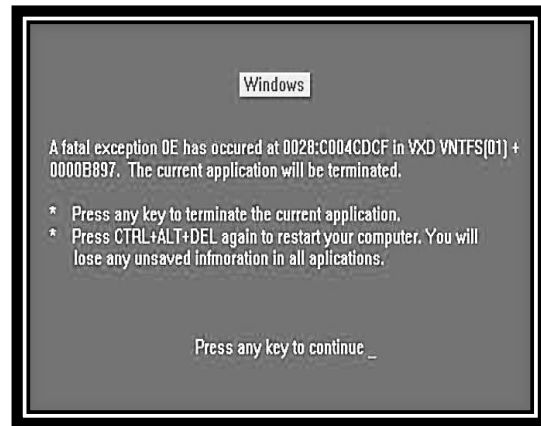 Windows
A fatal exception 0E has occured at 0028:C004CDCF in VXD VNTFS(01) +
0000B897. The current application will be terminated.
* Press any key to terminate the current application.
* Press CTRL+ALT+DEL again to restart your computer. You will
lose any unsaved infmoration in all aplications.
Press any key to continue _